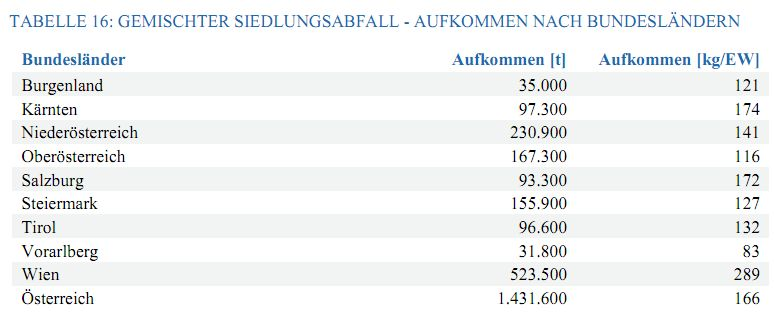 TABELLE 16: GEMISCHTER SIEDLUNGSABFALL - AUFKOMMEN NACH BUNDESLÄNDERN
Bundesländer Aufkommen [t] Aufkommen [kg/EW]
Burgenland 35.000 121
Kärnten 97.300 174
Niederösterreich 230.900 141
Oberösterreich 167.300 116
Salzburg 93.300 172
Steiermark 155.900 127
Tirol 96.600 132
Vorarlberg 31.800 83
Wien 523.500 289
Österreich 1.431.600 166